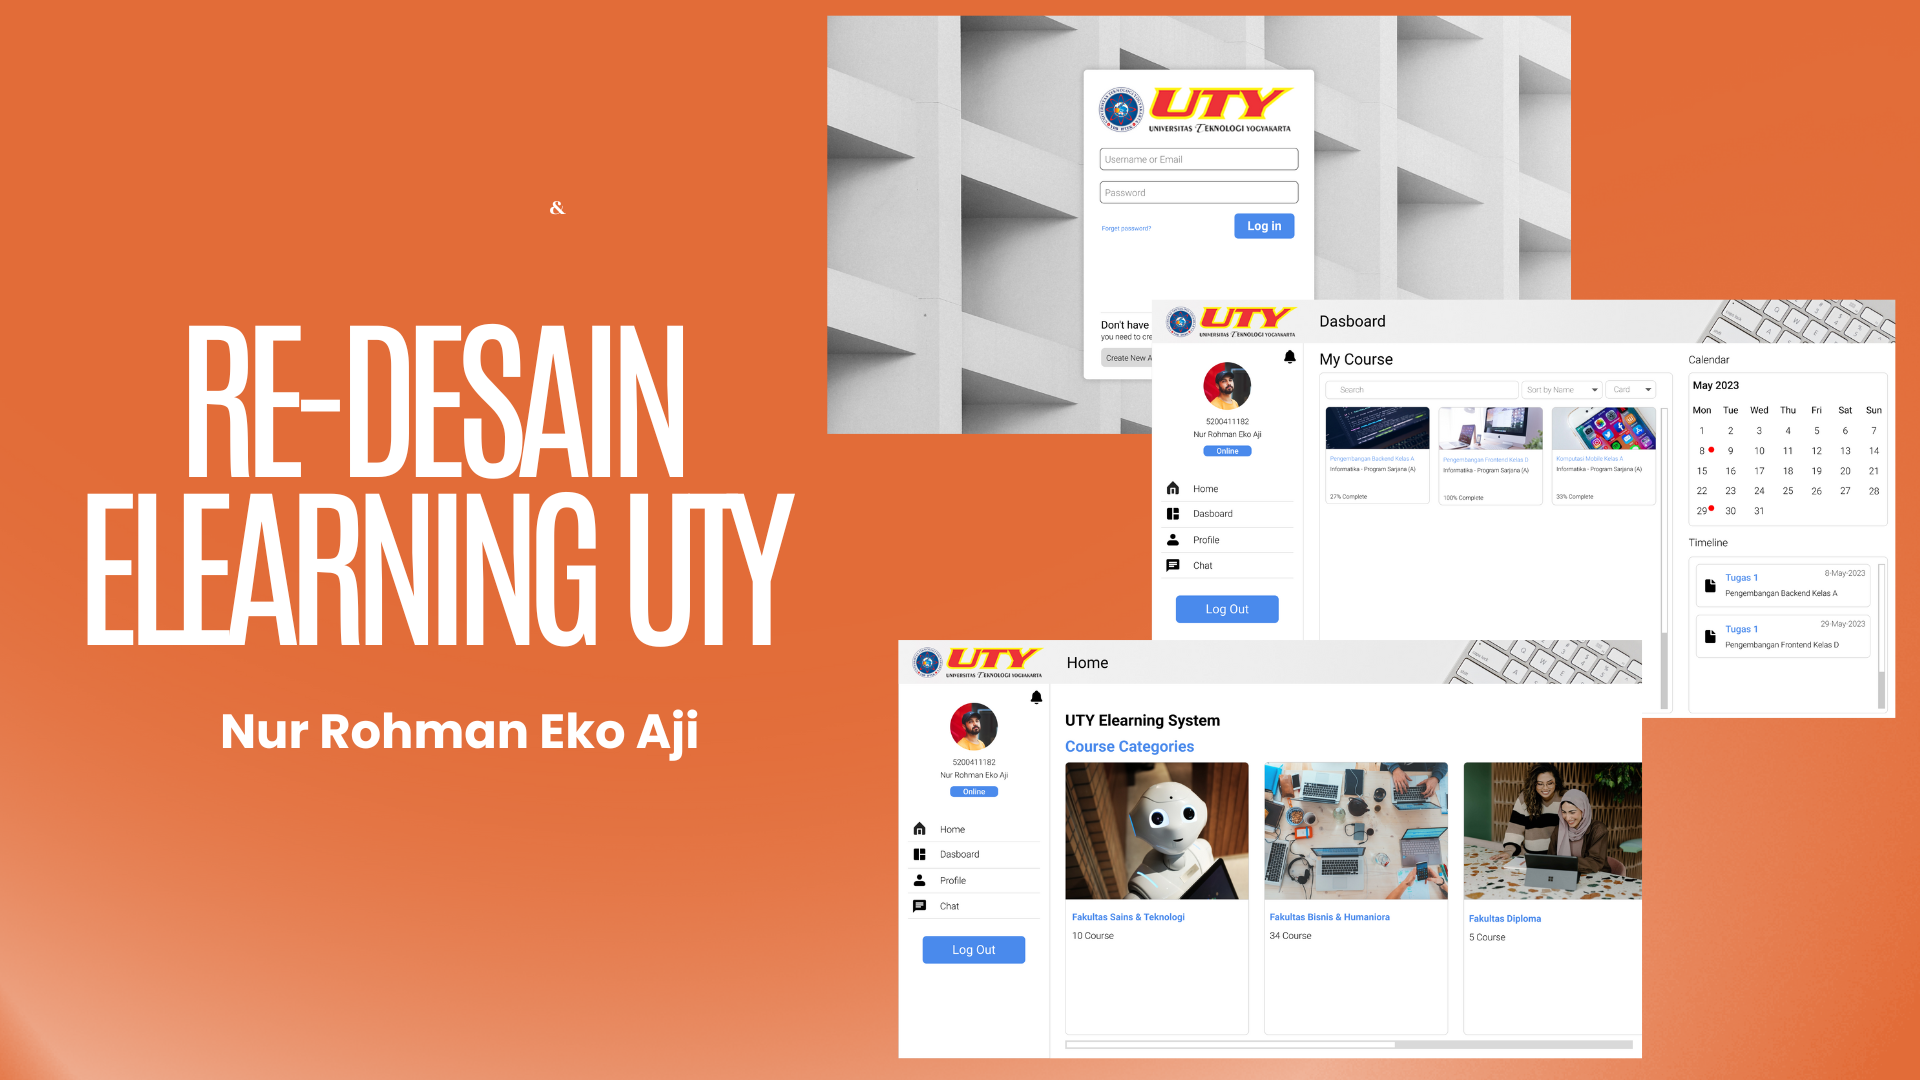 &
RE-DESAIN
ELEARNING UTY
Nur Rohman Eko Aji
UTY
UNIVERSITAS TEKNOLOGI YOGYAKARTA
Username or Email
Password
Forget password?
Log in
Don't have
you need to cre
Create New A
UTY
UNIVERSITAS TEKNOLOGI YOGYAKARTA
Dasboard
5200411182
Nur Rohman Eko Aji
Online
Home
Dasboard
Profile
Chat
Log Out
My Course
Search
Sort by Name
Card
Pengembangan Backend Kelas A
Informatika - Program Sarjana (A)
27% Complete
Pengembangan Frontend Kelas D
Informatika - Program Sarjana (A)
100% Complete
Komputasi Mobile Kelas A
Informatika - Program Sarjana (A)
33% Complete
Calendar
May 2023
Mon Tue Wed Thu Fri Sat Sun
1 2 3 4 5 6 7
8 9 10 11 12 13 14
15 16 17 18 19 20 21
22 23 24 25 26 27 28
29 30 31
Timeline
Tugas 1 8-May-2023
Pengembangan Backend Kelas A
Tugas 1 29-May-2023
Pengembangan Frontend Kelas D
UTY
UNIVERSITAS TEKNOLOGI YOGYAKARTA
Home
5200411182
Nur Rohman Eko Aji
Online
Home
Dasboard
Profile
Chat
Log Out
UTY Elearning System
Course Categories
Fakultas Sains & Teknologi
10 Course
Fakultas Bisnis & Humaniora
34 Course
Fakultas Diploma
5 Course